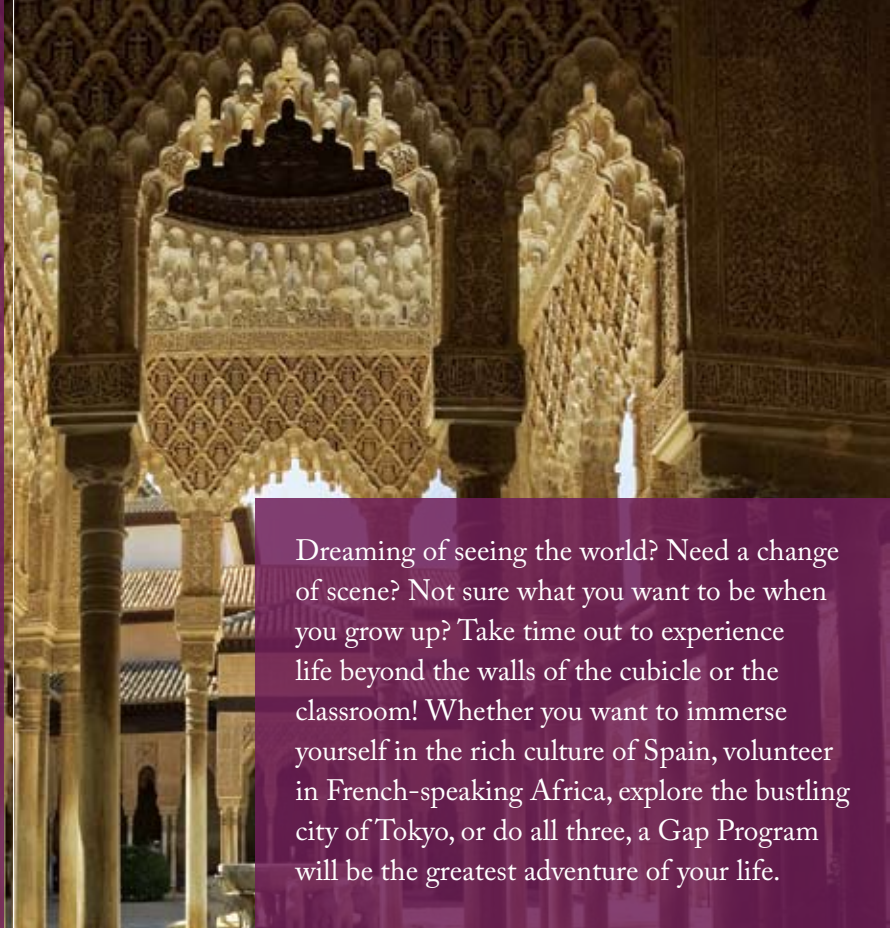 Dreaming of seeing the world? Need a change
of scene? Not sure what you want to be when
you grow up? Take time out to experience
life beyond the walls of the cubicle or the
classroom! Whether you want to immerse
yourself in the rich culture of Spain, volunteer
in French-speaking Africa, explore the bustling
city of Tokyo, or do all three, a Gap Program
will be the greatest adventure of your life.